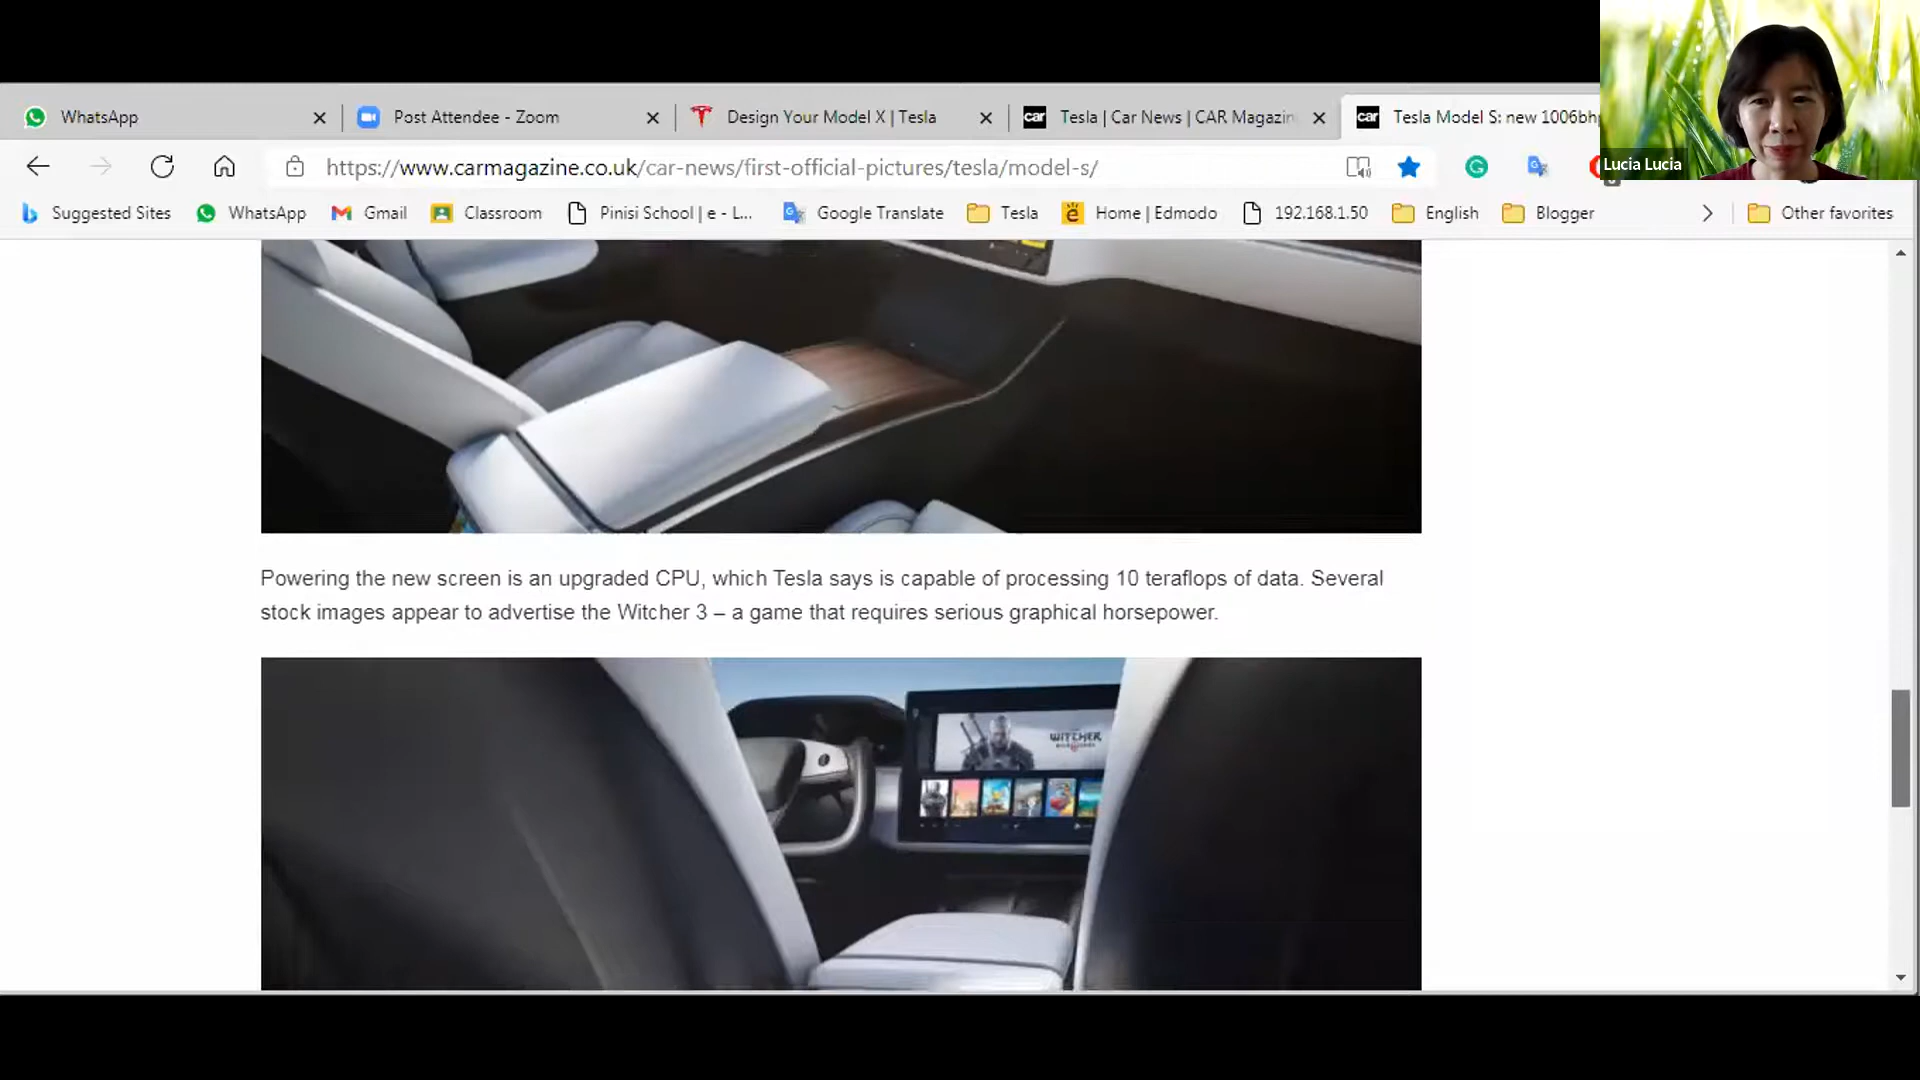 WhatsApp
Post Attendee - Zoom
Design Your Model X | Tesla
Tesla | Car News | CAR Magazin
Tesla Model S: new 1006bhp
Lucia Lucia
https://www.carmagazine.co.uk/car-news/first-official-pictures/tesla/model-s/
Suggested Sites WhatsApp Gmail Classroom Pinisi School | e - L... Google Translate Tesla Home | Edmodo 192.168.1.50 English Blogger Other favorites
Powering the new screen is an upgraded CPU, which Tesla says is capable of processing 10 teraflops of data. Several
stock images appear to advertise the Witcher 3 – a game that requires serious graphical horsepower.
WITCHER